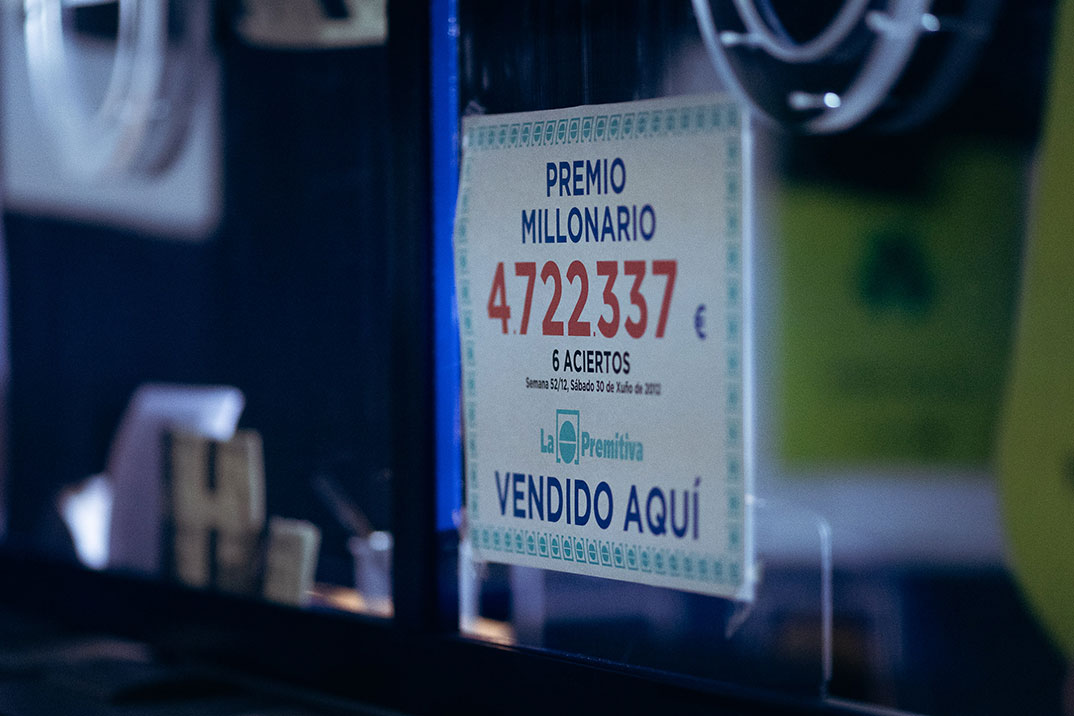 PREMIO
MILLONARIO
4.722.337 €
6 ACIERTOS
Semana 52/12, Sábado 30 de Xuño de 2012
La Premitiva
VENDIDO AQUÍ
H